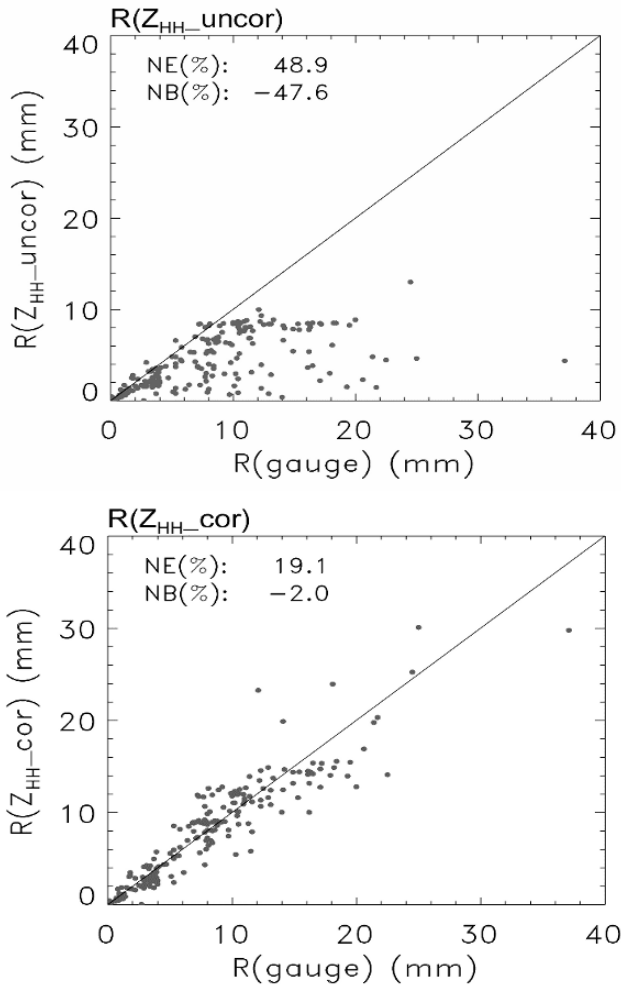 R(Z_HH_uncor)
NE(%): 48.9
NB(%): −47.6
40
30
20
10
0
R(Z_HH_uncor) (mm)
0 10 20 30 40
R(gauge) (mm)
R(Z_HH_cor)
NE(%): 19.1
NB(%): −2.0
40
30
20
10
0
R(Z_HH_cor) (mm)
0 10 20 30 40
R(gauge) (mm)